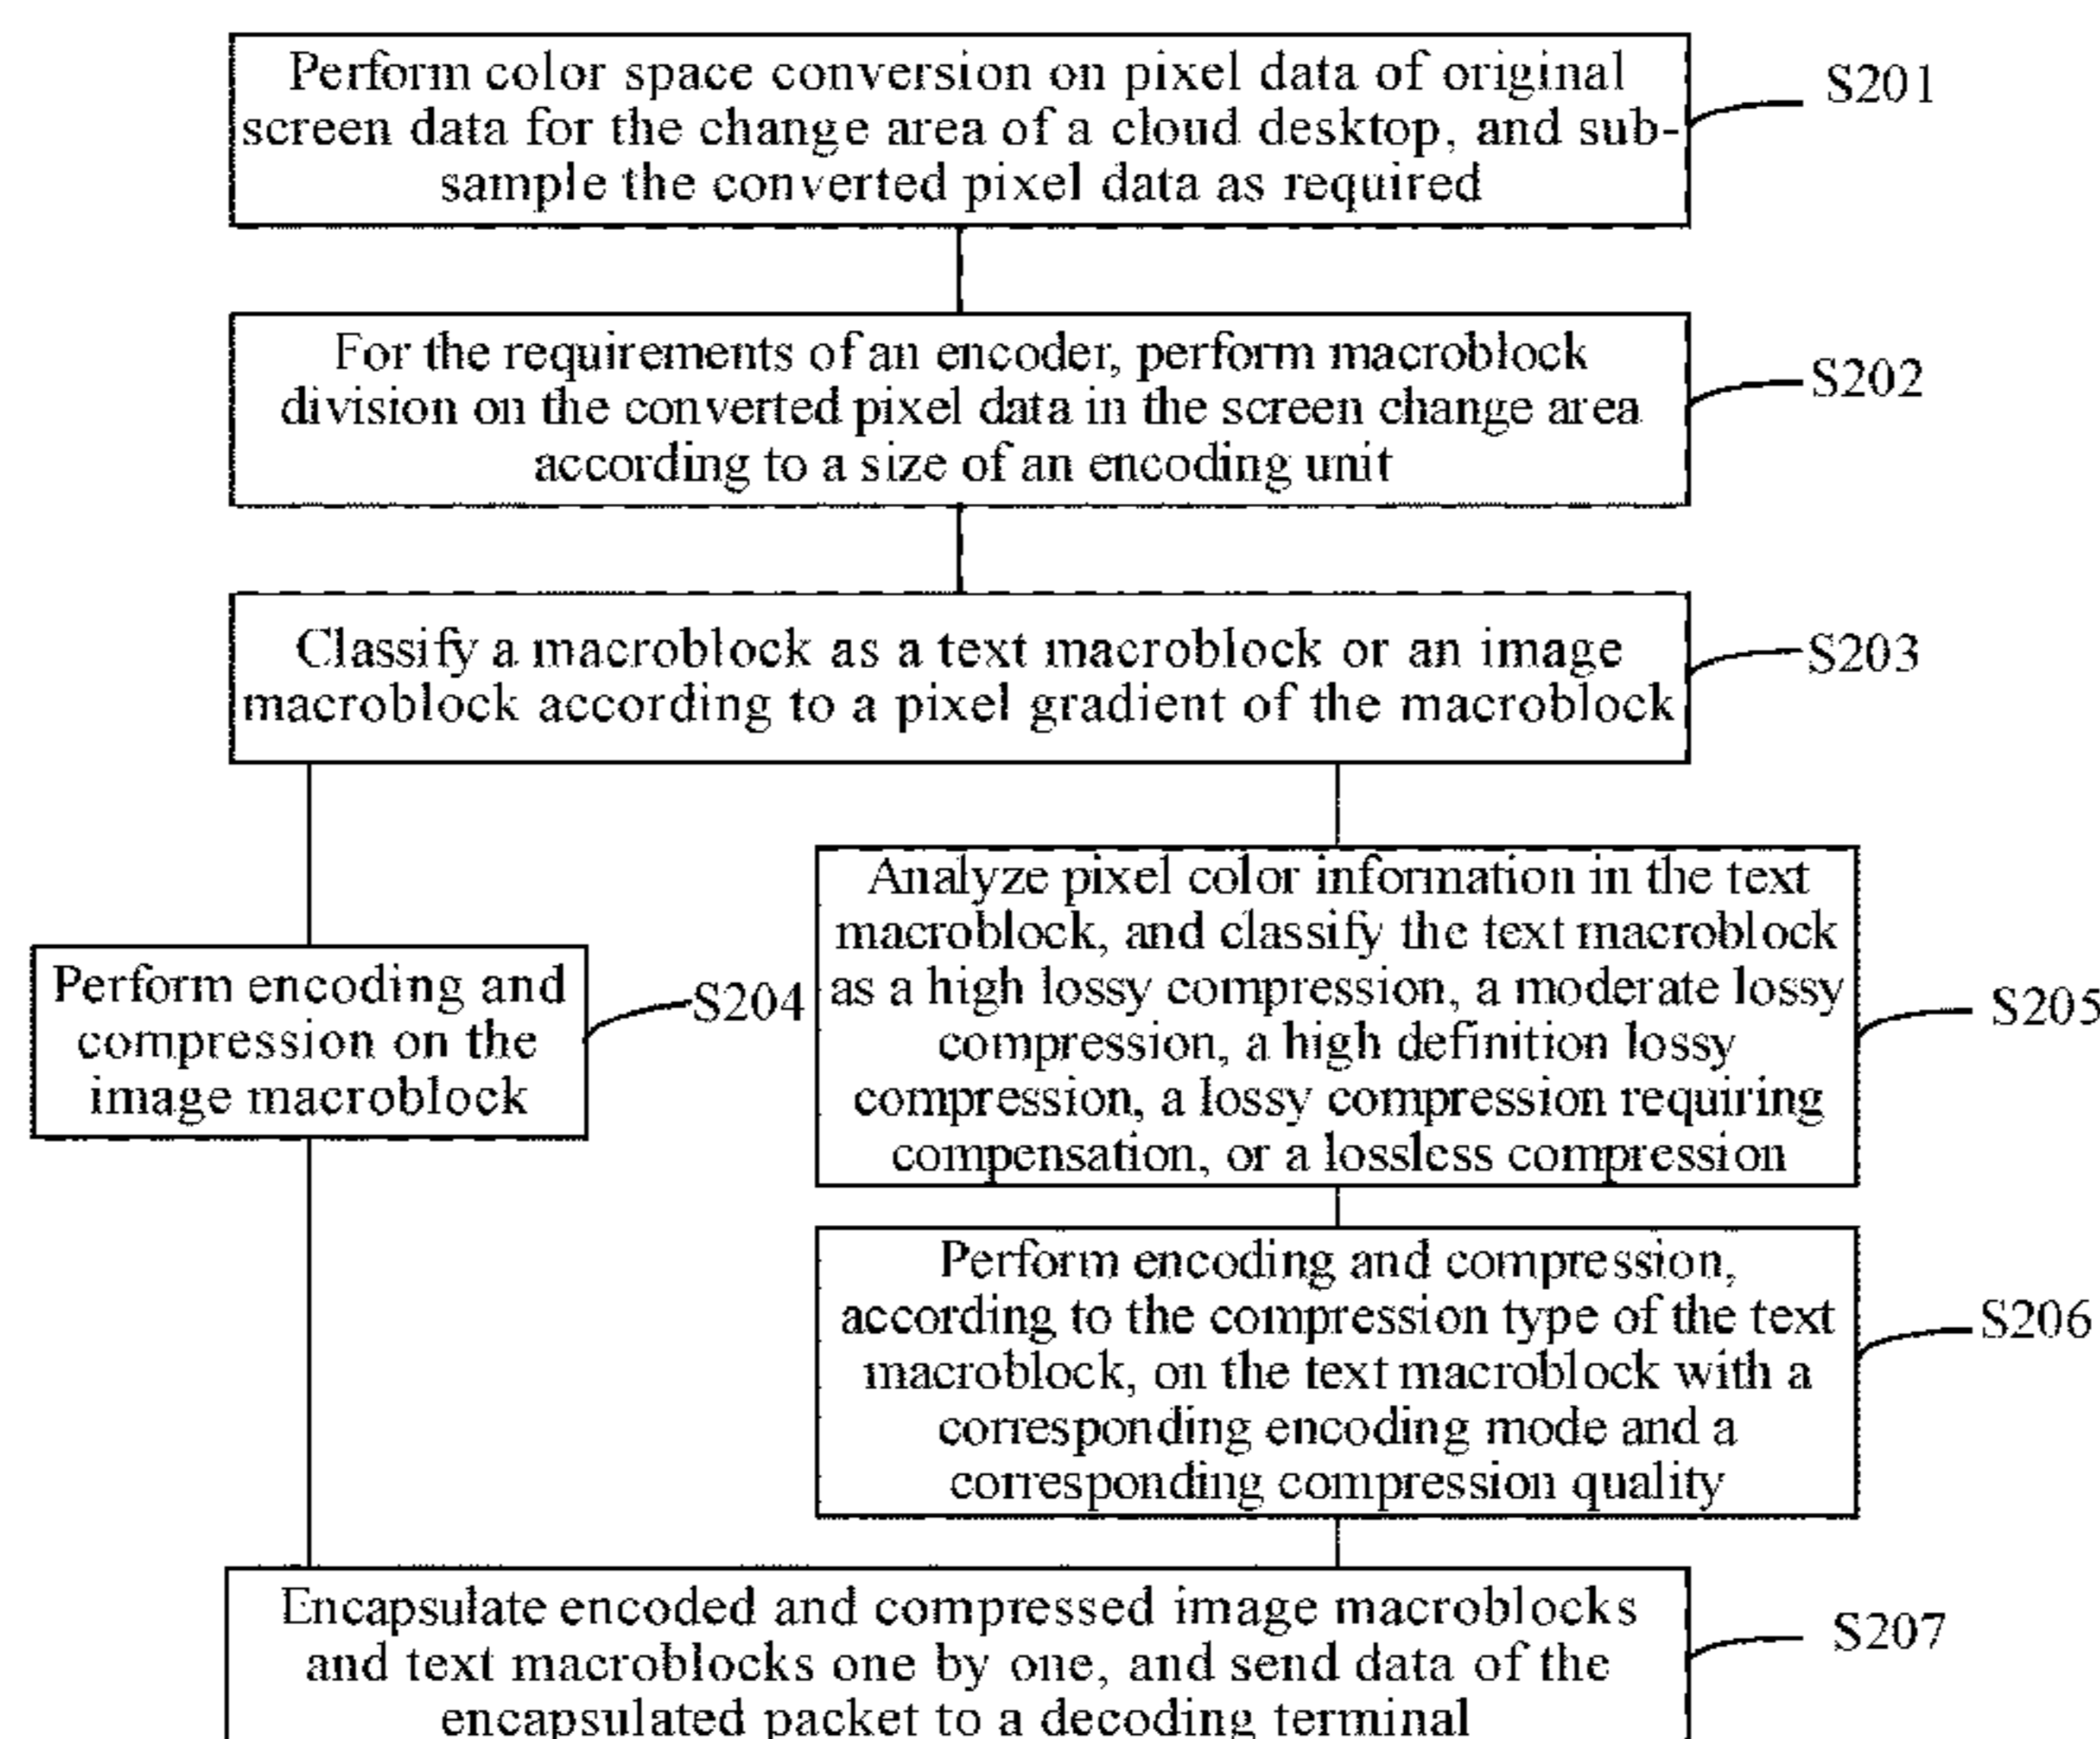 Perform color space conversion on pixel data of original
screen data for the change area of a cloud desktop, and sub-
sample the converted pixel data as required
S201
For the requirements of an encoder, perform macroblock
division on the converted pixel data in the screen change area
according to a size of an encoding unit
S202
Classify a macroblock as a text macroblock or an image
macroblock according to a pixel gradient of the macroblock
S203
Perform encoding and
compression on the
image macroblock
S204
Analyze pixel color information in the text
macroblock, and classify the text macroblock
as a high lossy compression, a moderate lossy
compression, a high definition lossy
compression, a lossy compression requiring
compensation, or a lossless compression
S205
Perform encoding and compression,
according to the compression type of the text
macroblock, on the text macroblock with a
corresponding encoding mode and a
corresponding compression quality
S206
Encapsulate encoded and compressed image macroblocks
and text macroblocks one by one, and send data of the
encapsulated packet to a decoding terminal
S207